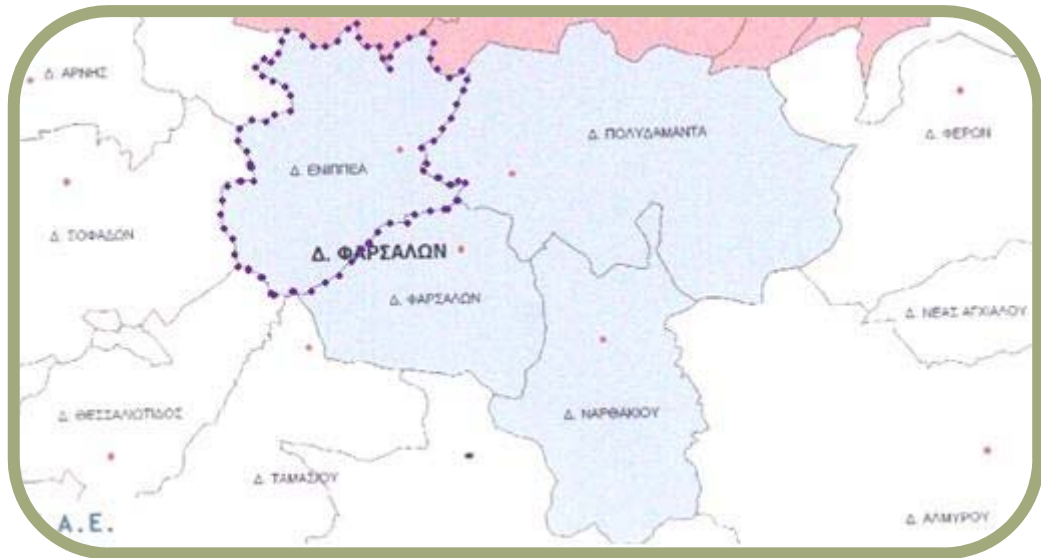 Δ. ΑΡΝΗΣ
Δ. ΠΟΛΥΔΑΜΑΝΤΑ
Δ. ΦΕΡΩΝ
Δ. ΕΝΙΠΠΕΑ
Δ. ΣΟΦΑΔΩΝ
Δ. ΦΑΡΣΑΛΩΝ
Δ. ΦΑΡΣΑΛΩΝ
Δ. ΝΕΑΣ ΑΓΧΙΑΛΟΥ
Δ. ΘΕΣΣΑΛΙΩΤΙΔΟΣ
Δ. ΝΑΡΘΑΚΙΟΥ
Δ. ΤΑΜΑΣΙΟΥ
Α.Ε.
Δ. ΑΛΜΥΡΟΥ